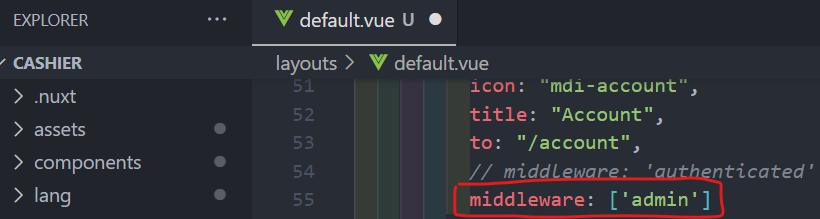 EXPLORER
default.vue U
CASHIER
layouts > default.vue
.nuxt
assets
components
lang
51 icon: "mdi-account",
52 title: "Account",
53 to: "/account",
54 // middleware: 'authenticated'
55 middleware: ['admin']